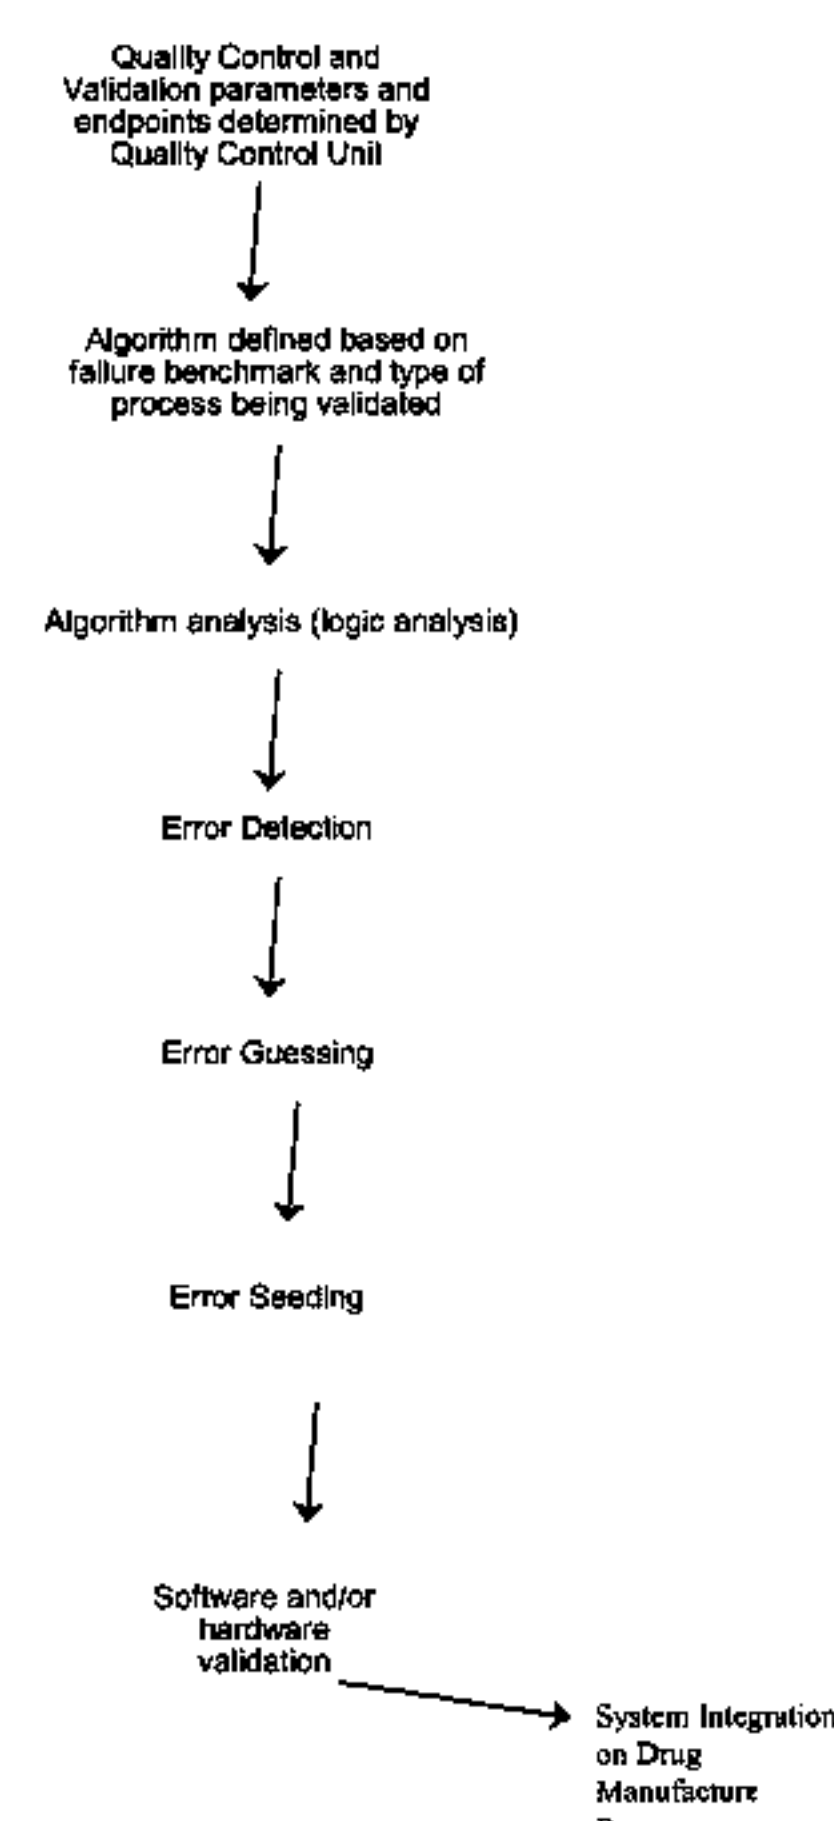 Quality Control and
Validation parameters and
endpoints determined by
Quality Control Unit
Algorithm defined based on
failure benchmark and type of
process being validated
Algorithm analysis (logic analysis)
Error Detection
Error Guessing
Error Seeding
Software and/or
hardware
validation
System Integration
on Drug
Manufacture